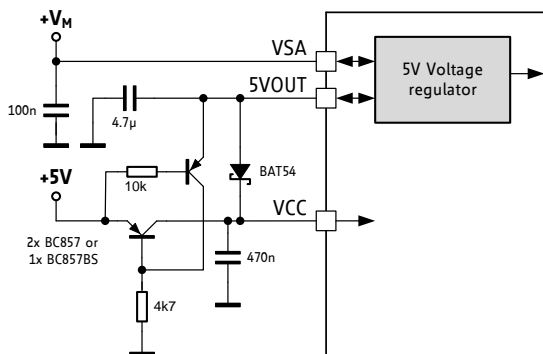 +VM
VSA
100n
4.7µ
5VOUT
5V Voltage
regulator
+5V
10k
BAT54
VCC
2x BC857 or
1x BC857BS
470n
4k7